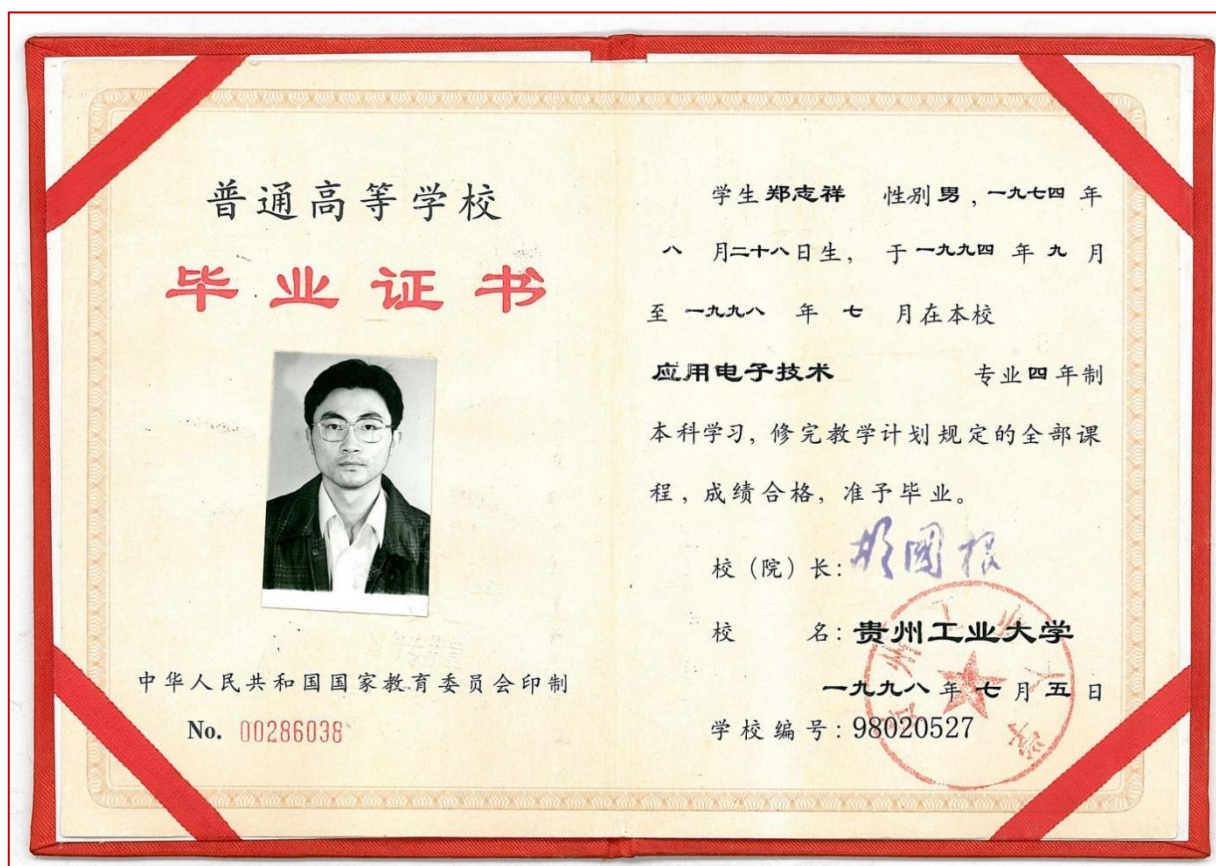 普通高等学校
毕业证书
中华人民共和国国家教育委员会印制
No. 00286038
学生郑志祥 性别男，一九七四年
八 月二十八日生， 于一九九四 年 九 月
至 一九九八 年 七 月在本校
应用电子技术 专业四年制
本科学习，修完教学计划规定的全部课
程，成绩合格，准予毕业。
校（院）长：
校 名：贵州工业大学
一九九八 年 七 月 五 日
学校编号：98020527